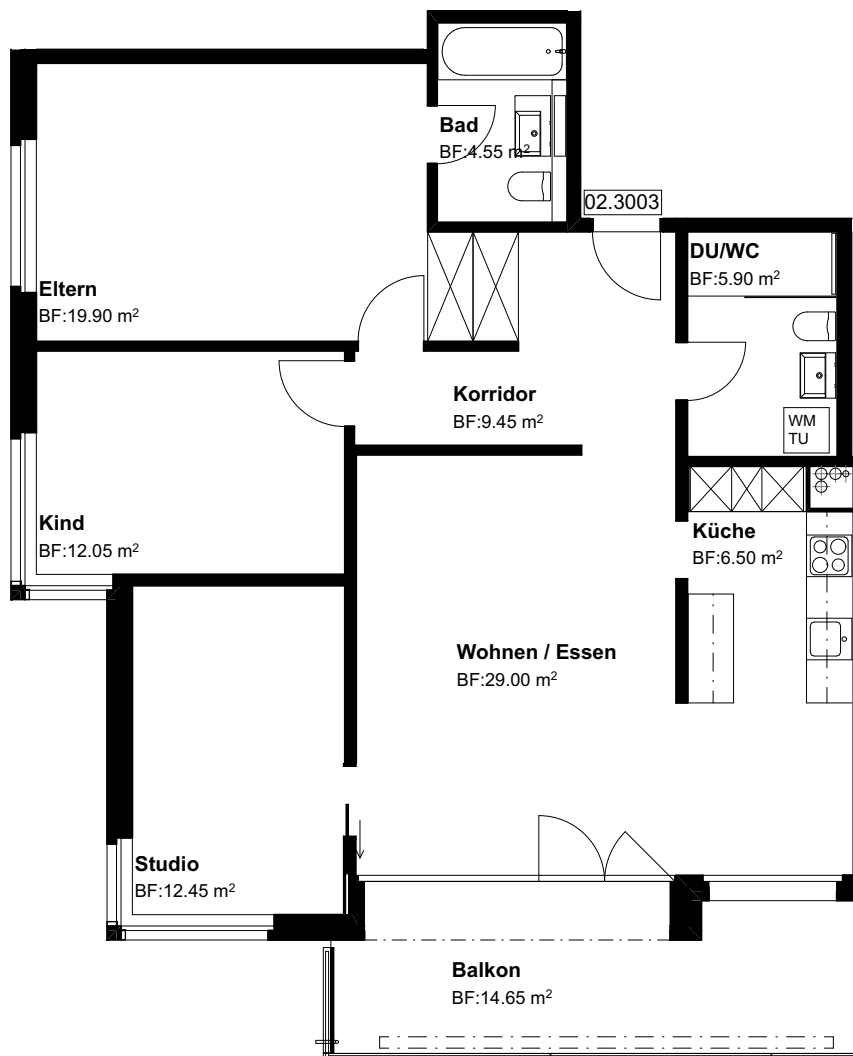 Bad
BF:4.55 m²
02.3003
DU/WC
BF:5.90 m²
Eltern
BF:19.90 m²
Korridor
BF:9.45 m²
WM
TU
Kind
BF:12.05 m²
Küche
BF:6.50 m²
Wohnen / Essen
BF:29.00 m²
Studio
BF:12.45 m²
Balkon
BF:14.65 m²